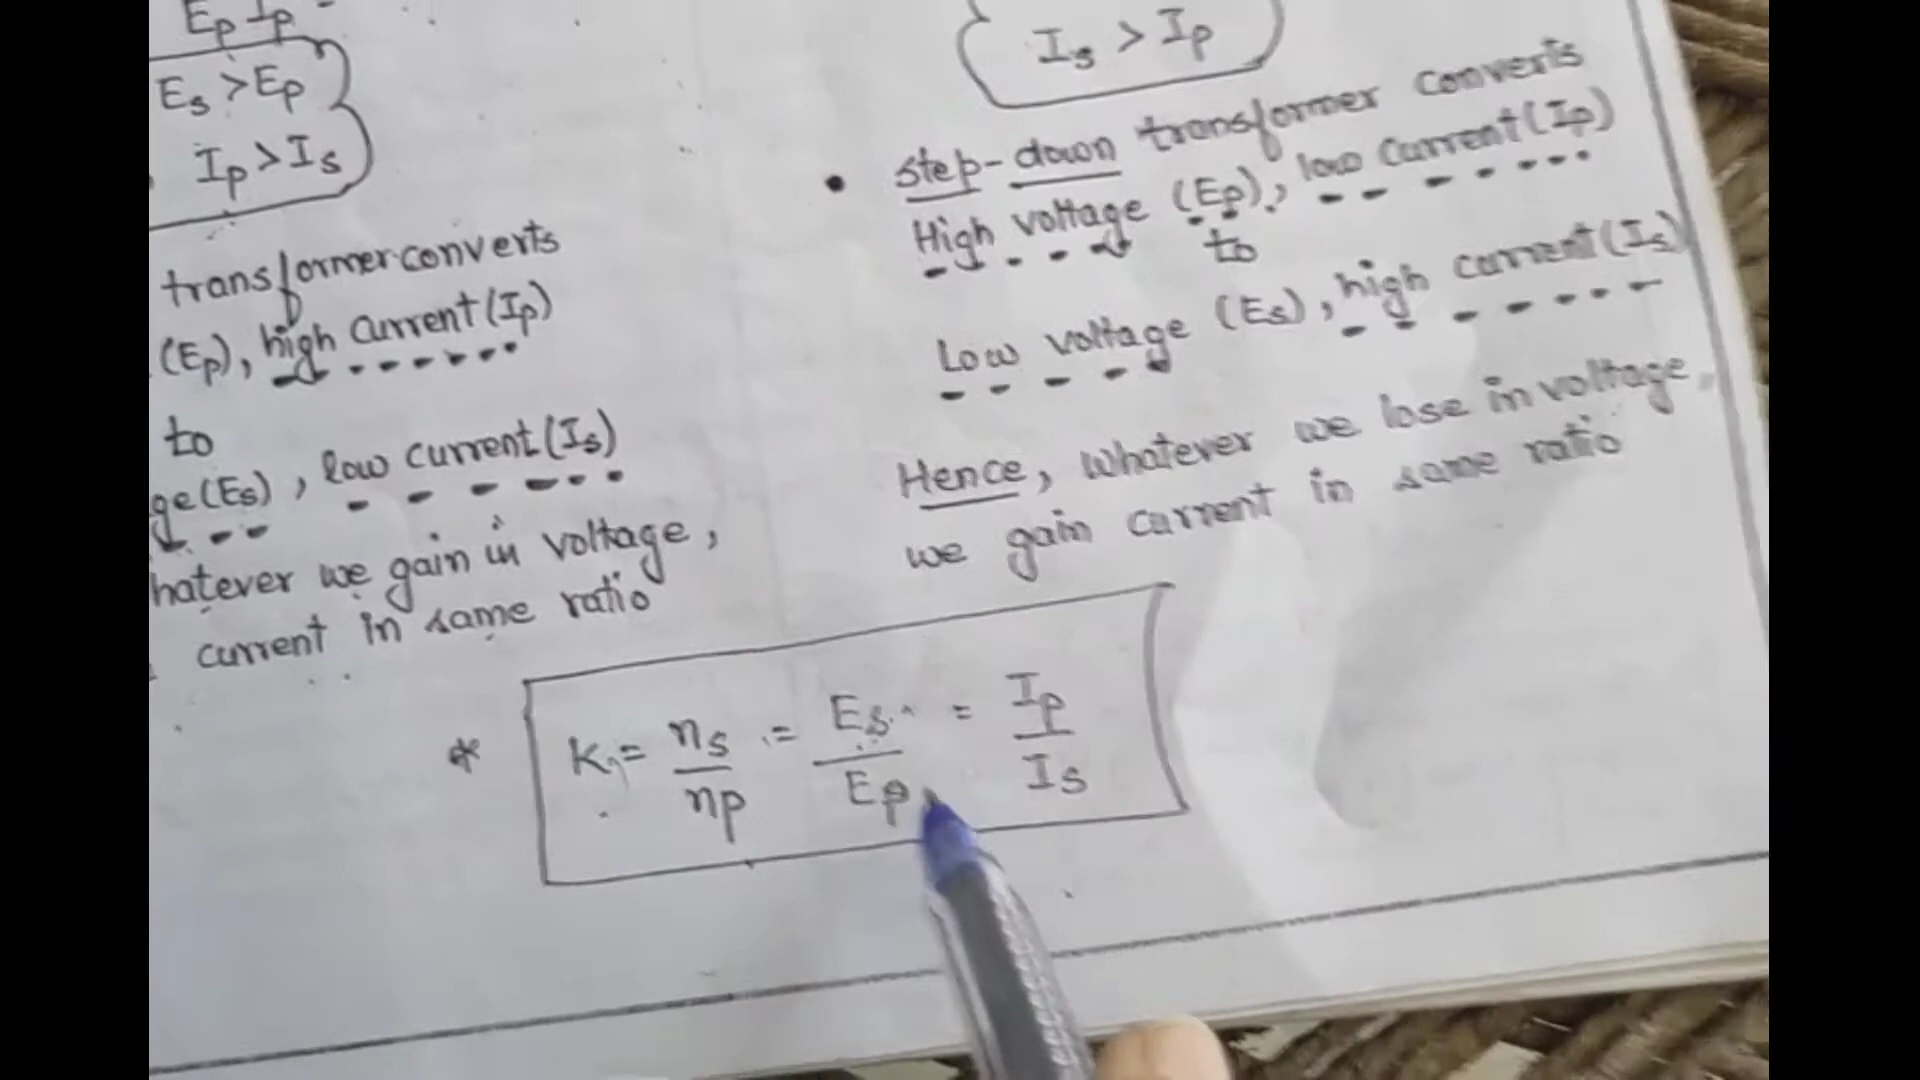 Ep Ip
Es > Ep
Ip > Is
transformer converts
(Ep), high current (Ip)
to
ge (Es), low current (Is)
hatever we gain in voltage,
current in same ratio
Is > Ip
• step-down transformer converts
High voltage (Ep), low current (Ip)
to
Low voltage (Es), high current (Is)
Hence, whatever we lose in voltage,
we gain current in same ratio
* K = ns/np = Es/Ep = Ip/Is